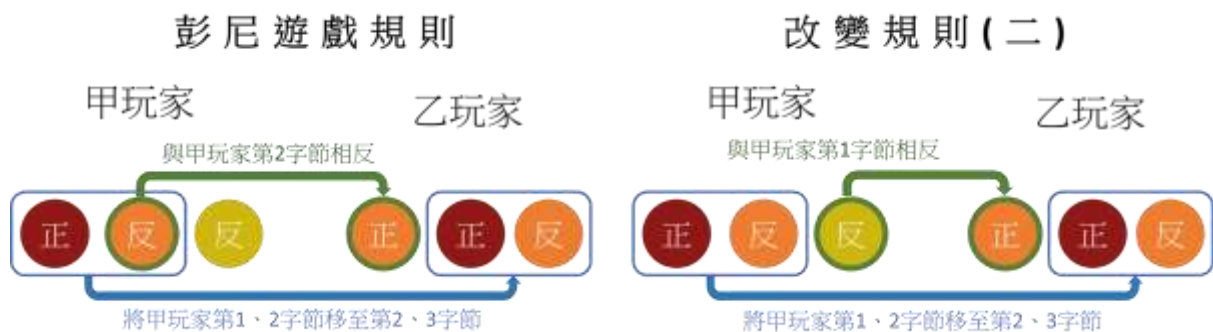 彭尼遊戲規則
甲玩家
乙玩家
與甲玩家第2字節相反
正 反 反 正 正 反
將甲玩家第1、2字節移至第2、3字節
改變規則(二)
甲玩家
乙玩家
與甲玩家第1字節相反
正 反 反 正 正 反
將甲玩家第1、2字節移至第2、3字節